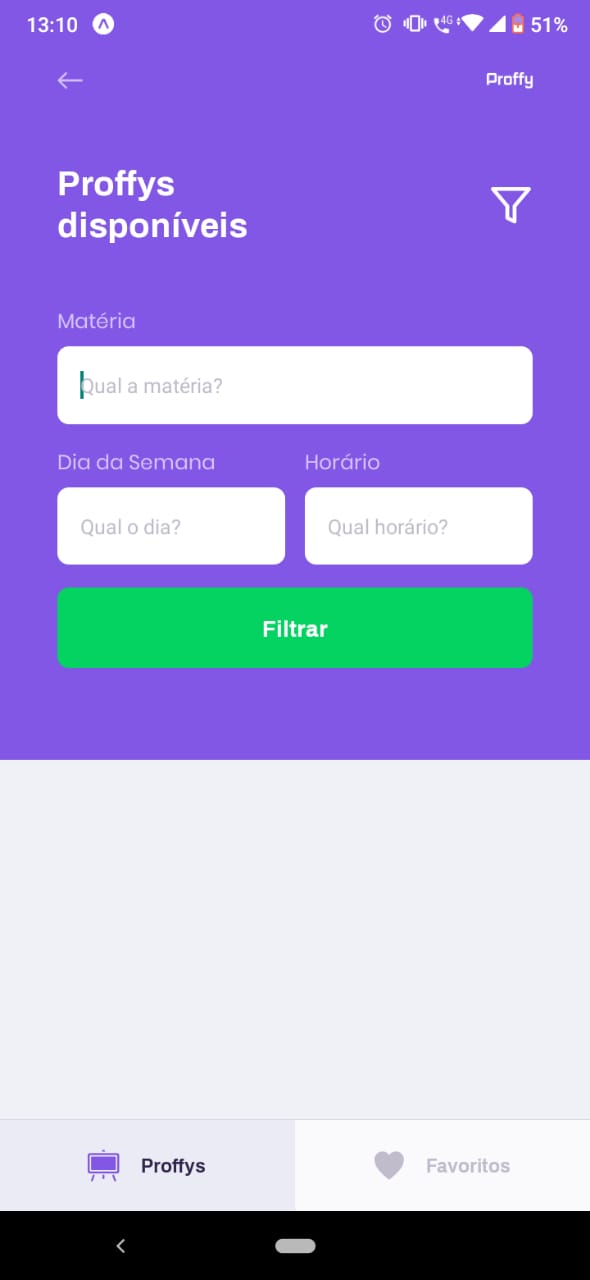 13:10 4G 51%
Proffy
Proffys
disponíveis
Matéria
Qual a matéria?
Dia da Semana Horário
Qual o dia? Qual horário?
Filtrar
Proffys Favoritos